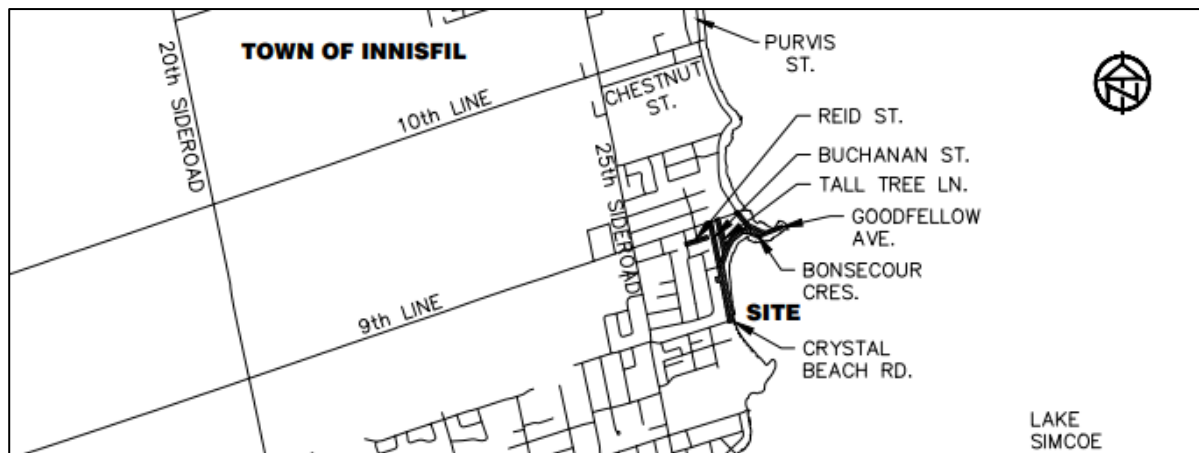 TOWN OF INNISFIL
20th SIDEROAD
10th LINE
CHESTNUT
ST.
PURVIS
ST.
REID ST.
BUCHANAN ST.
TALL TREE LN.
GOODFELLOW
AVE.
BONSECOUR
CRES.
25th SIDEROAD
9th LINE
SITE
CRYSTAL
BEACH RD.
LAKE
SIMCOE
N